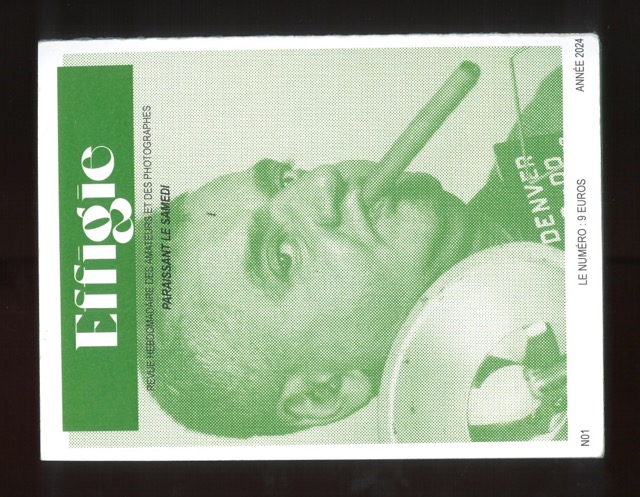 Effigie
REVUE HEBDOMADAIRE DES AMATEURS ET DES PHOTOGRAPHES
PARAISSANT LE SAMEDI
DENVER
N01
LE NUMÉRO : 9 EUROS
ANNÉE 2024